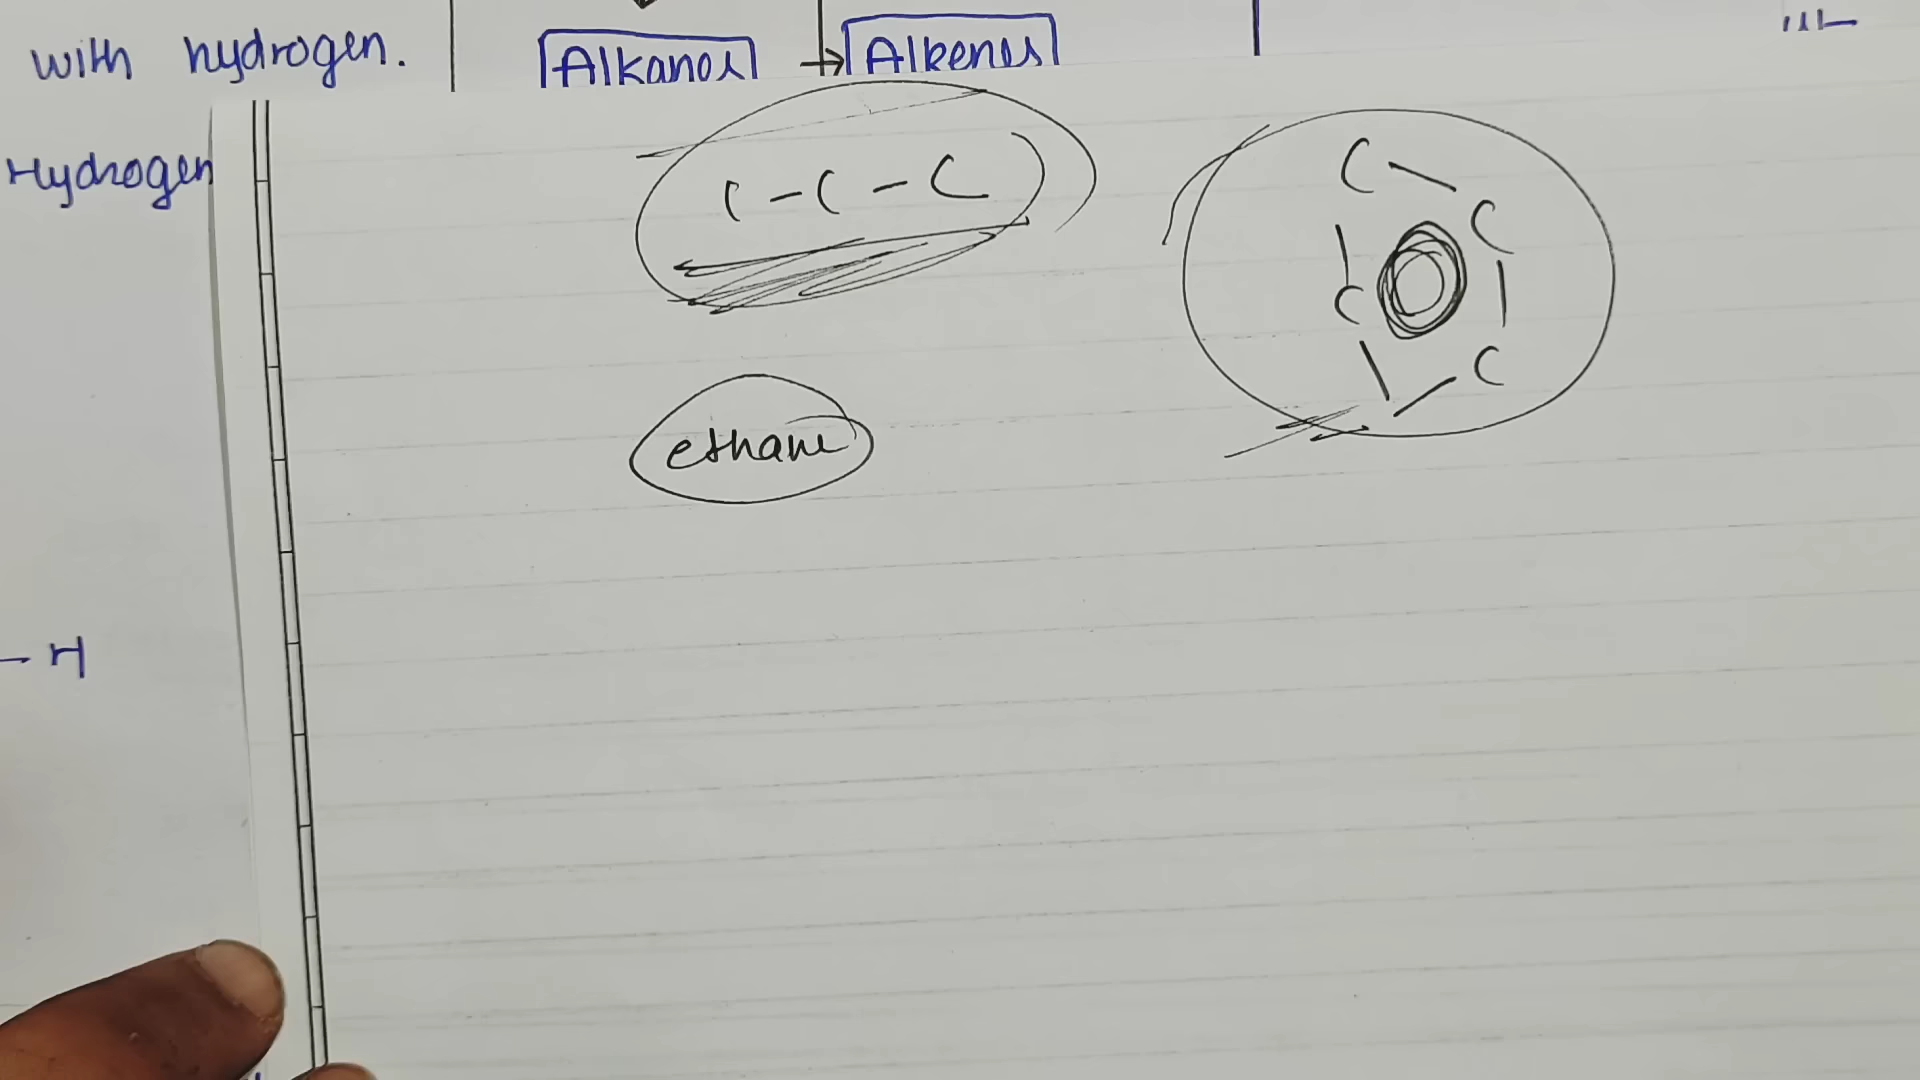 with hydrogen.
Alkanes → Alkenes
Hydrogen
C - C - C
C
C
C
C
ethane
- H